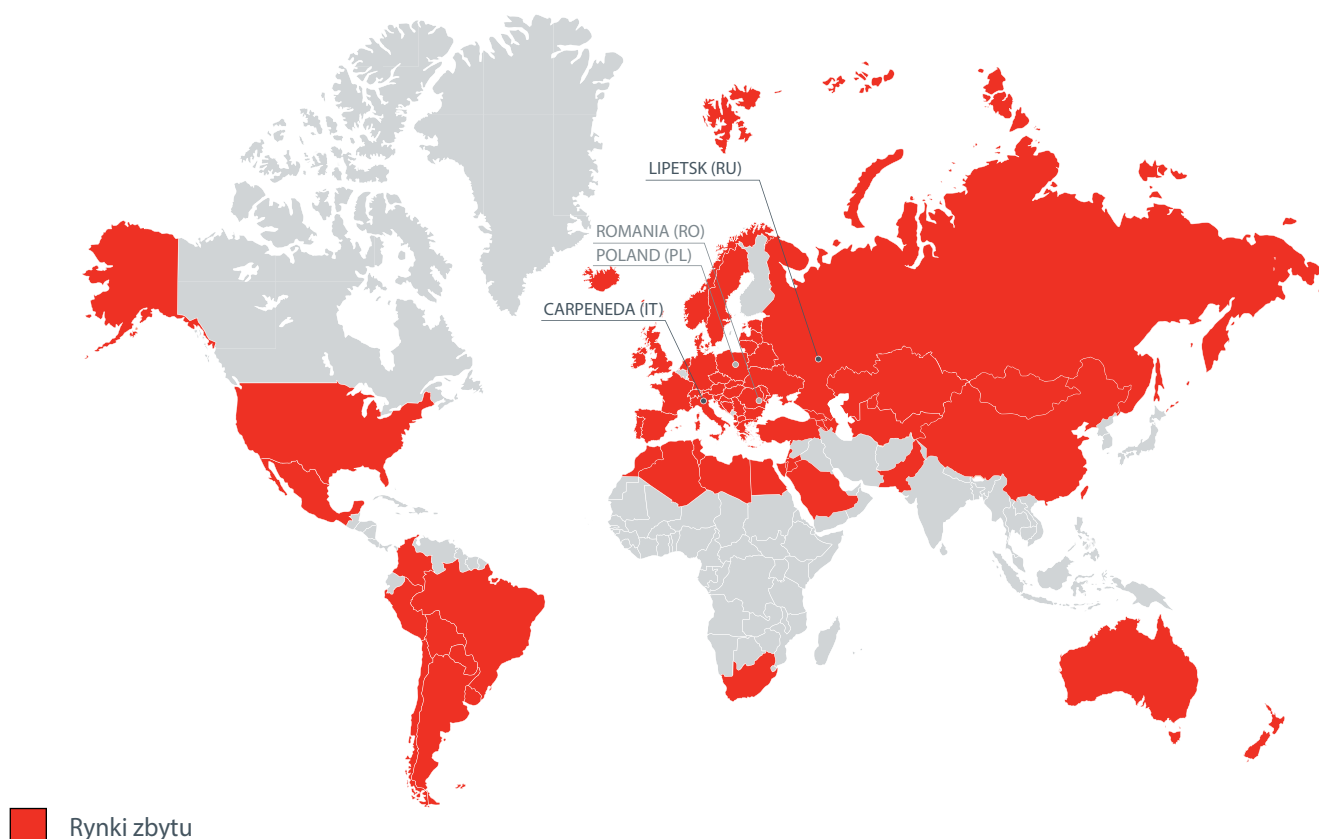 LIPETSK (RU)
ROMANIA (RO)
POLAND (PL)
CARPENEDA (IT)
Rynki zbytu